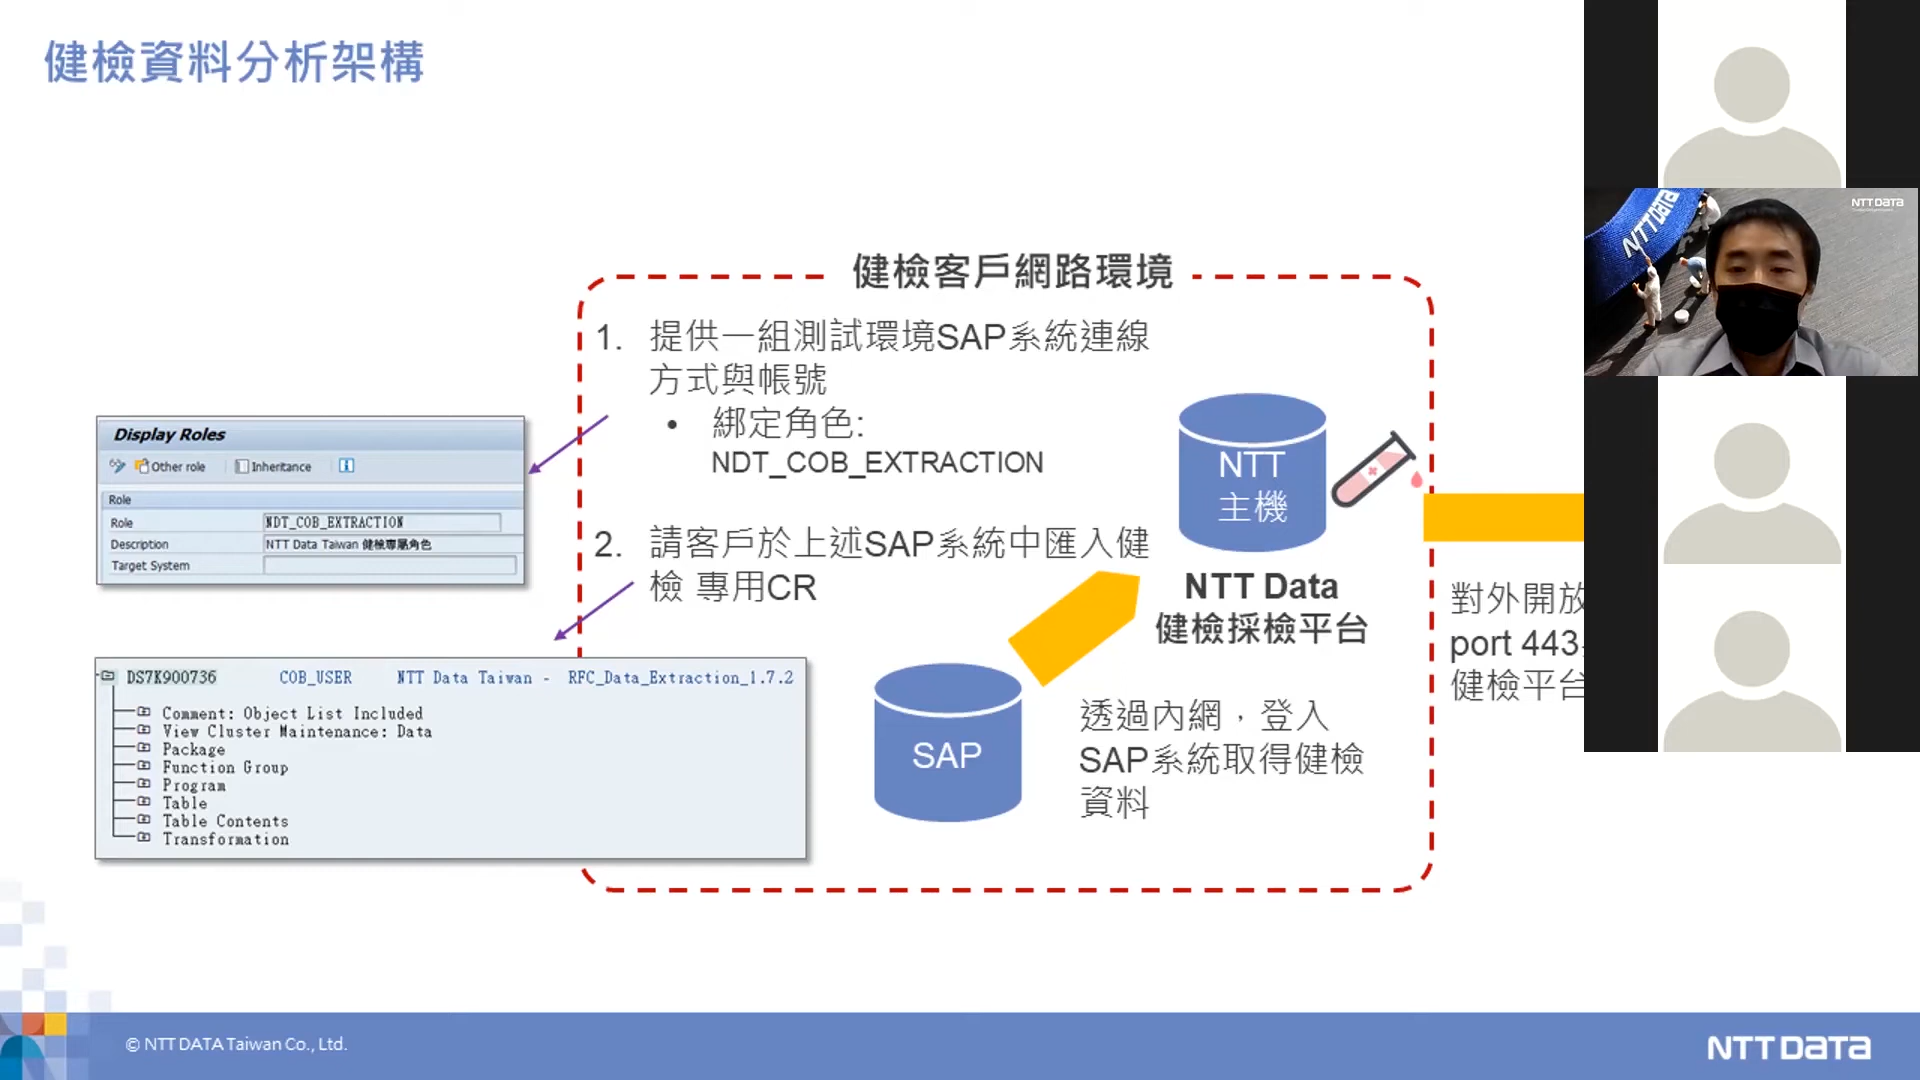 健檢資料分析架構
健檢客戶網路環境
1. 提供一組測試環境SAP系統連線
方式與帳號
• 綁定角色:
NDT_COB_EXTRACTION
2. 請客戶於上述SAP系統中匯入健
檢 專用CR
Display Roles
Other role
Inheritance
Role
Role NDT_COB_EXTRACTION
Description NTT Data Taiwan 健檢專屬角色
Target System
DS7K900736 COB_USER NTT Data Taiwan - RFC_Data_Extraction_1.7.2
Comment: Object List Included
View Cluster Maintenance: Data
Package
Function Group
Program
Table
Table Contents
Transformation
NTT
主機
NTT Data
健檢採檢平台
SAP
透過內網，登入
SAP系統取得健檢
資料
對外開放
port 443
健檢平台
NTT DATA
NTT DATA
© NTT DATA Taiwan Co., Ltd.
NTT DATA